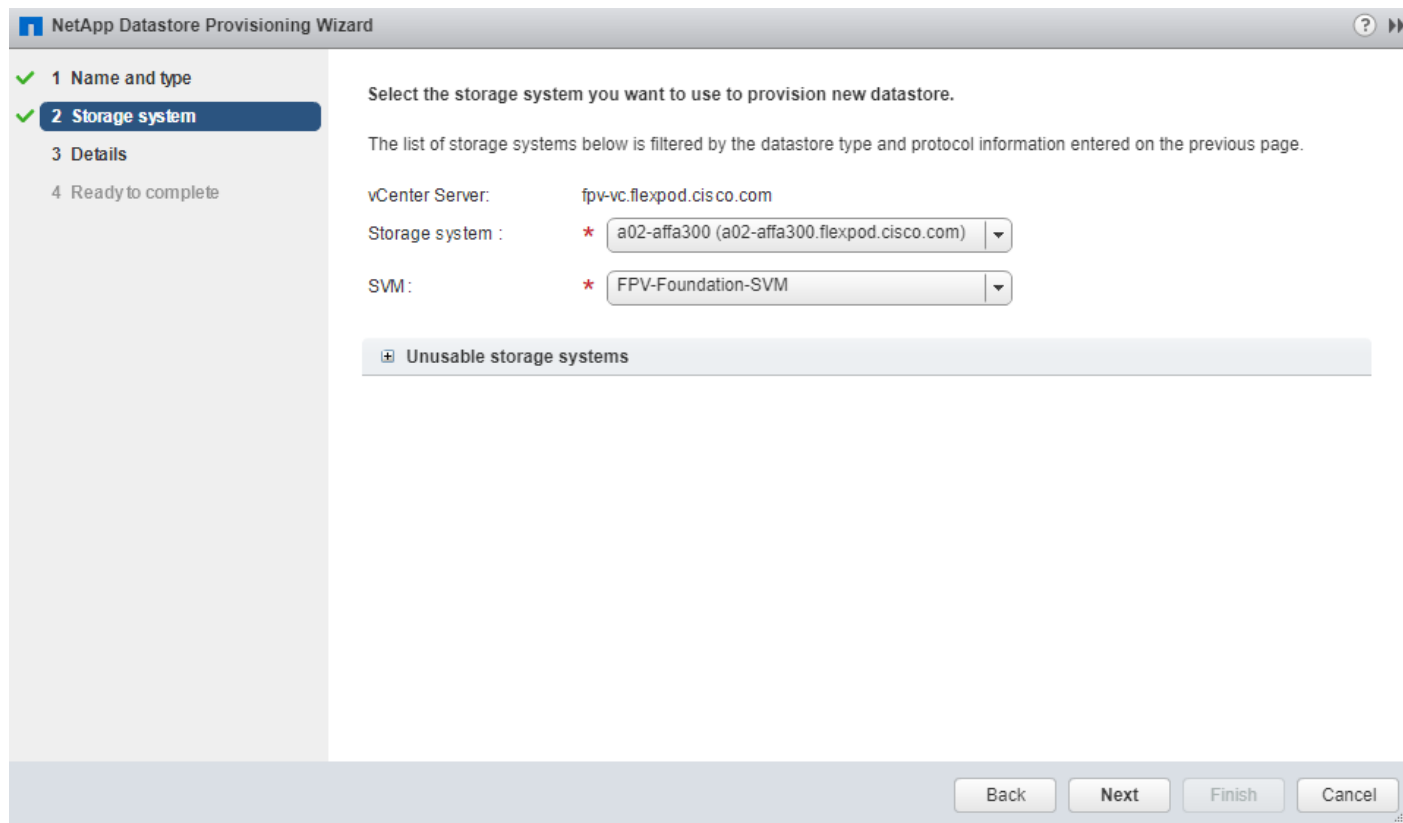 NetApp Datastore Provisioning Wizard
?
1 Name and type
2 Storage system
3 Details
4 Ready to complete
Select the storage system you want to use to provision new datastore.
The list of storage systems below is filtered by the datastore type and protocol information entered on the previous page.
vCenter Server: fpv-vc.flexpod.cisco.com
Storage system : * a02-affa300 (a02-affa300.flexpod.cisco.com)
SVM: * FPV-Foundation-SVM
Unusable storage systems
Back Next Finish Cancel